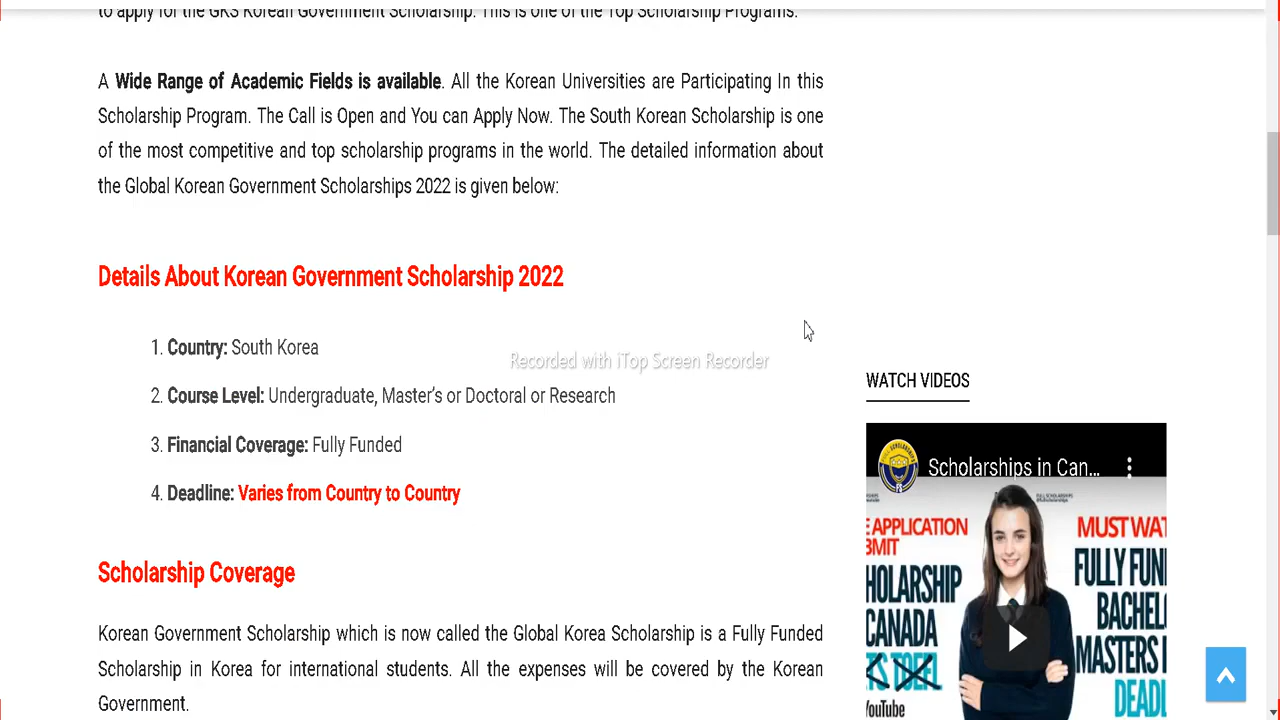 to apply for the GKS Korean Government Scholarship. This is one of the Top Scholarship Programs.
A Wide Range of Academic Fields is available. All the Korean Universities are Participating In this
Scholarship Program. The Call is Open and You can Apply Now. The South Korean Scholarship is one
of the most competitive and top scholarship programs in the world. The detailed information about
the Global Korean Government Scholarships 2022 is given below:
Details About Korean Government Scholarship 2022
1. Country: South Korea
Recorded with iTop Screen Recorder
2. Course Level: Undergraduate, Master’s or Doctoral or Research
3. Financial Coverage: Fully Funded
4. Deadline: Varies from Country to Country
Scholarship Coverage
Korean Government Scholarship which is now called the Global Korea Scholarship is a Fully Funded
Scholarship in Korea for international students. All the expenses will be covered by the Korean
Government.
WATCH VIDEOS
Scholarships in Can...
E APPLICATION
MUST WAT
HOLARSHIP
FULLY FUN
CANADA
BACHEL
MASTERS I
TOEFL
DEADL
YouTube